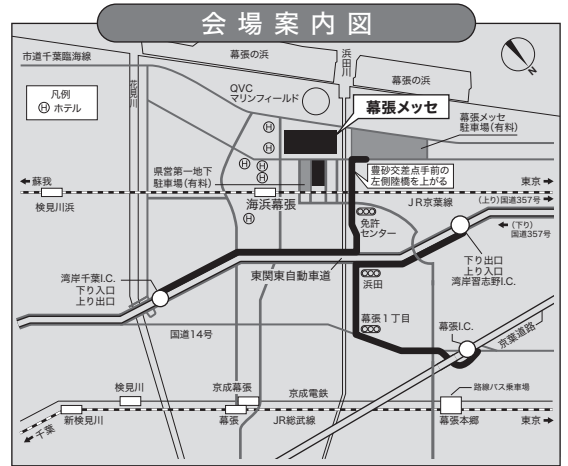 会場案内図
市道千葉臨海線
幕張の浜
浜田川
幕張の浜
N
凡例
Ⓗホテル
花見川
QVC
マリンフィールド
幕張メッセ
幕張メッセ
駐車場(有料)
Ⓗ
Ⓗ
Ⓗ
Ⓗ
Ⓗ
Ⓗ
県営第一地下
駐車場(有料)
豊砂交差点手前の
左側陸橋を上がる
←蘇我
東京→
検見川浜
海浜幕張
JR京葉線
(上り)国道357号→
←(下り)
国道357号
免許
センター
下り出口
上り入口
湾岸習志野I.C.
湾岸千葉I.C.
下り入口
上り出口
東関東自動車道
浜田
国道14号
幕張1丁目
幕張I.C.
京葉道路
検見川
京成幕張
京成電鉄
路線バス乗車場
新検見川
幕張
JR総武線
幕張本郷
東京→
←千葉